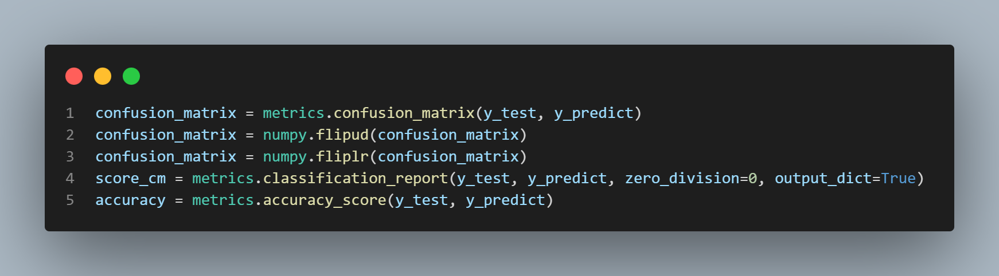 1 confusion_matrix = metrics.confusion_matrix(y_test, y_predict)
2 confusion_matrix = numpy.flipud(confusion_matrix)
3 confusion_matrix = numpy.fliplr(confusion_matrix)
4 score_cm = metrics.classification_report(y_test, y_predict, zero_division=0, output_dict=True)
5 accuracy = metrics.accuracy_score(y_test, y_predict)